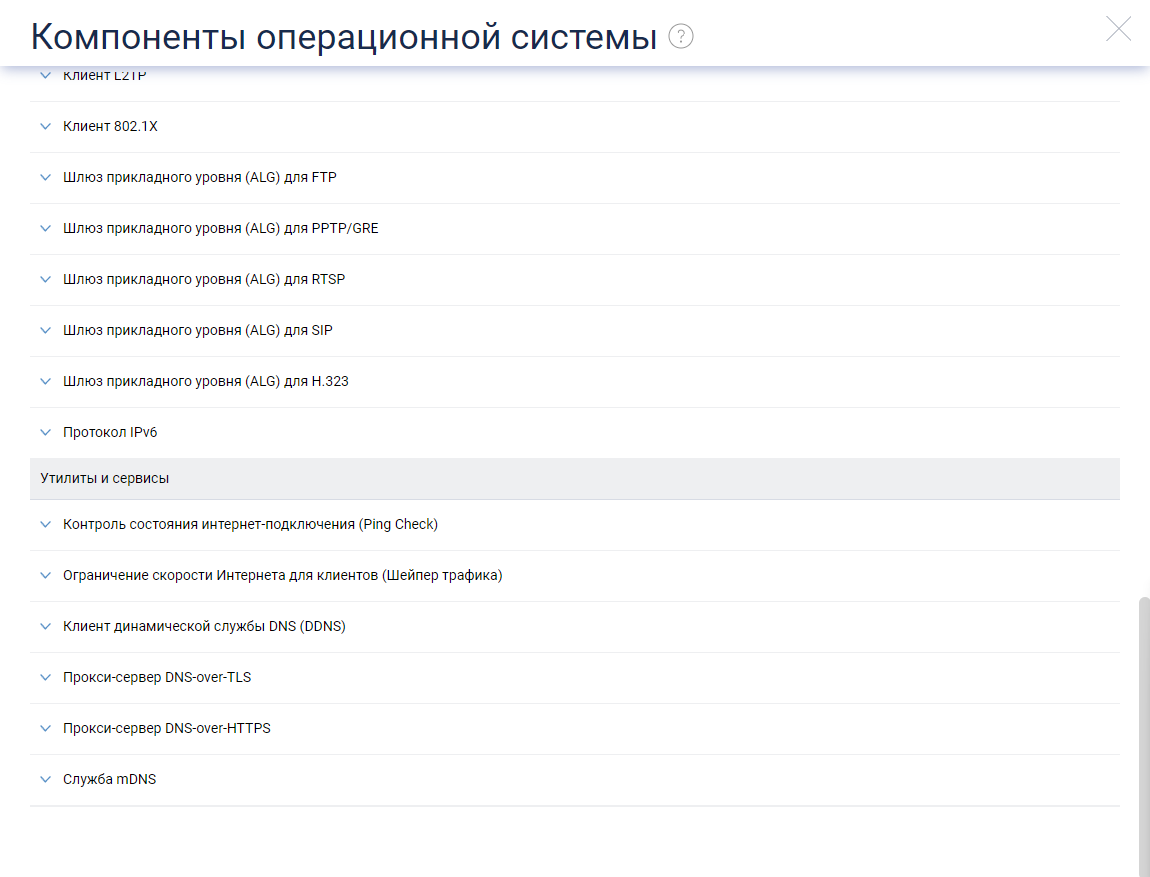 Компоненты операционной системы ?
Клиент L2TP
Клиент 802.1X
Шлюз прикладного уровня (ALG) для FTP
Шлюз прикладного уровня (ALG) для PPTP/GRE
Шлюз прикладного уровня (ALG) для RTSP
Шлюз прикладного уровня (ALG) для SIP
Шлюз прикладного уровня (ALG) для H.323
Протокол IPv6
Утилиты и сервисы
Контроль состояния интернет-подключения (Ping Check)
Ограничение скорости Интернета для клиентов (Шейпер трафика)
Клиент динамической службы DNS (DDNS)
Прокси-сервер DNS-over-TLS
Прокси-сервер DNS-over-HTTPS
Служба mDNS